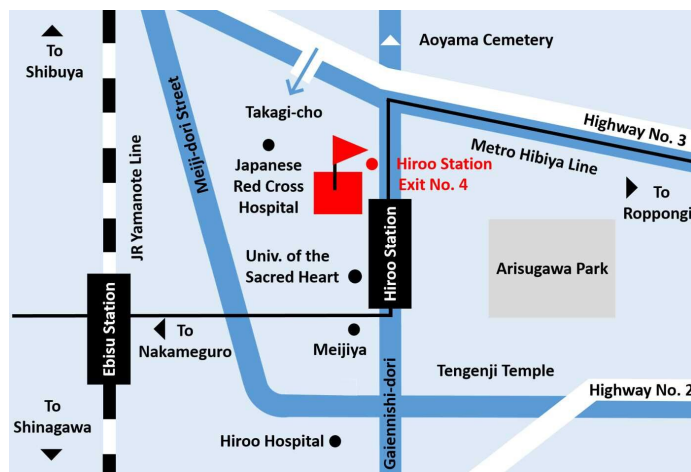 To
Shibuya
Aoyama Cemetery
Takagi-cho
Highway No. 3
Metro Hibiya Line
Meiji-dori Street
JR Yamanote Line
Japanese
Red Cross
Hospital
Hiroo Station
Exit No. 4
To
Roppongi
Univ. of the
Sacred Heart
Hiroo Station
Arisugawa Park
Ebisu Station
To
Nakameguro
Meijiya
Gaiennishi-dori
Tengenji Temple
Highway No. 2
To
Shinagawa
Hiroo Hospital